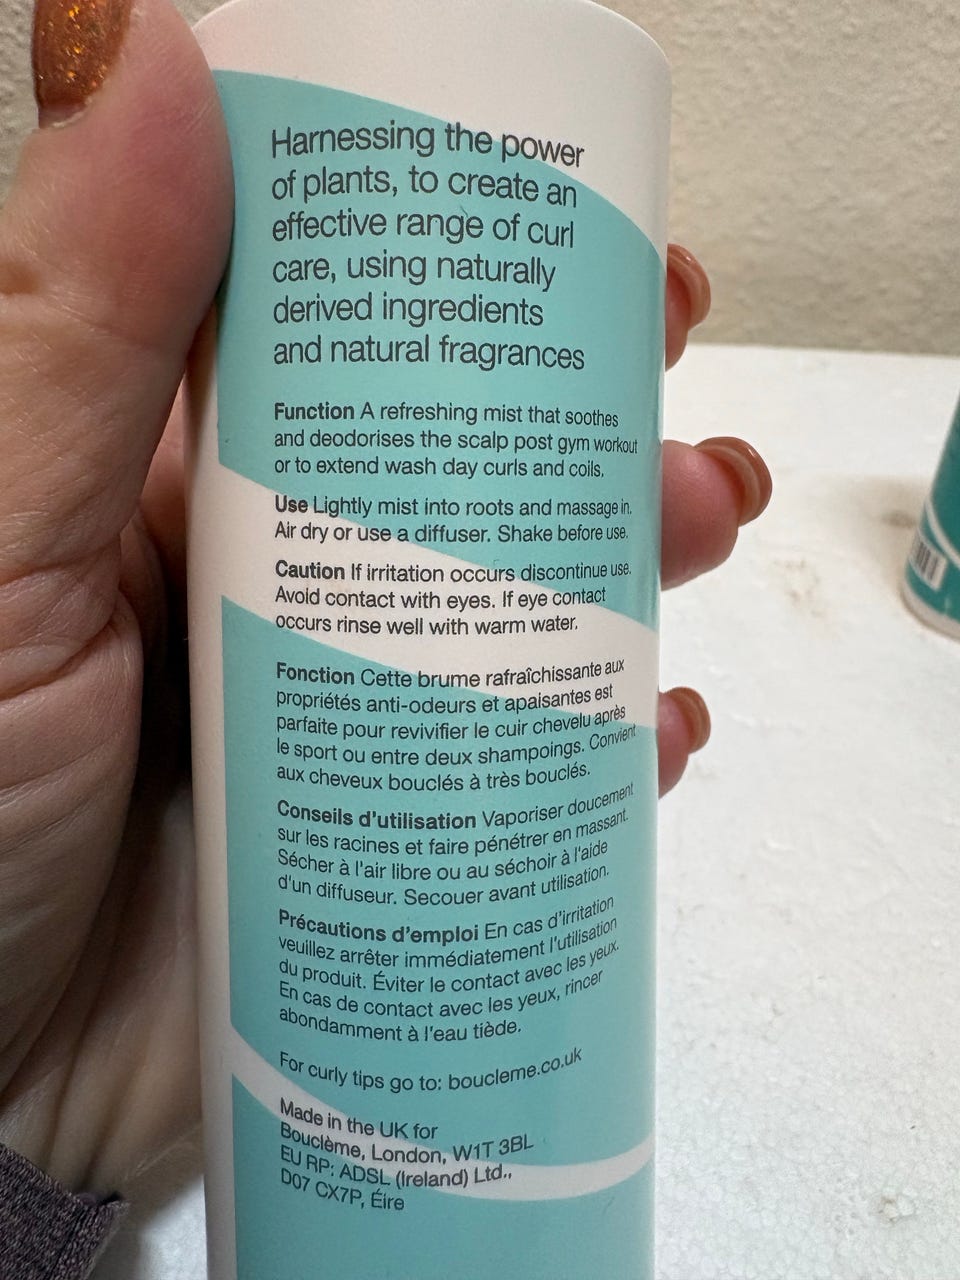 Harnessing the power
of plants, to create an
effective range of curl
care, using naturally
derived ingredients
and natural fragrances
Function A refreshing mist that soothes
and deodorises the scalp post gym workout
or to extend wash day curls and coils.
Use Lightly mist into roots and massage in.
Air dry or use a diffuser. Shake before use.
Caution If irritation occurs discontinue use.
Avoid contact with eyes. If eye contact
occurs rinse well with warm water.
Fonction Cette brume rafraîchissante aux
propriétés anti-odeurs et apaisantes est
parfaite pour revivifier le cuir chevelu après
le sport ou entre deux shampoings. Convient
aux cheveux bouclés à très bouclés.
Conseils d'utilisation Vaporiser doucement
sur les racines et faire pénétrer en massant.
Sécher à l'air libre ou au séchoir à l'aide
d'un diffuseur. Secouer avant utilisation.
Précautions d'emploi En cas d'irritation
veuillez arrêter immédiatement l'utilisation
du produit. Éviter le contact avec les yeux.
En cas de contact avec les yeux, rincer
abondamment à l'eau tiède.
For curly tips go to: boucleme.co.uk
Made in the UK for
Bouclème, London, W1T 3BL
EU RP: ADSL (Ireland) Ltd.,
D07 CX7P, Éire